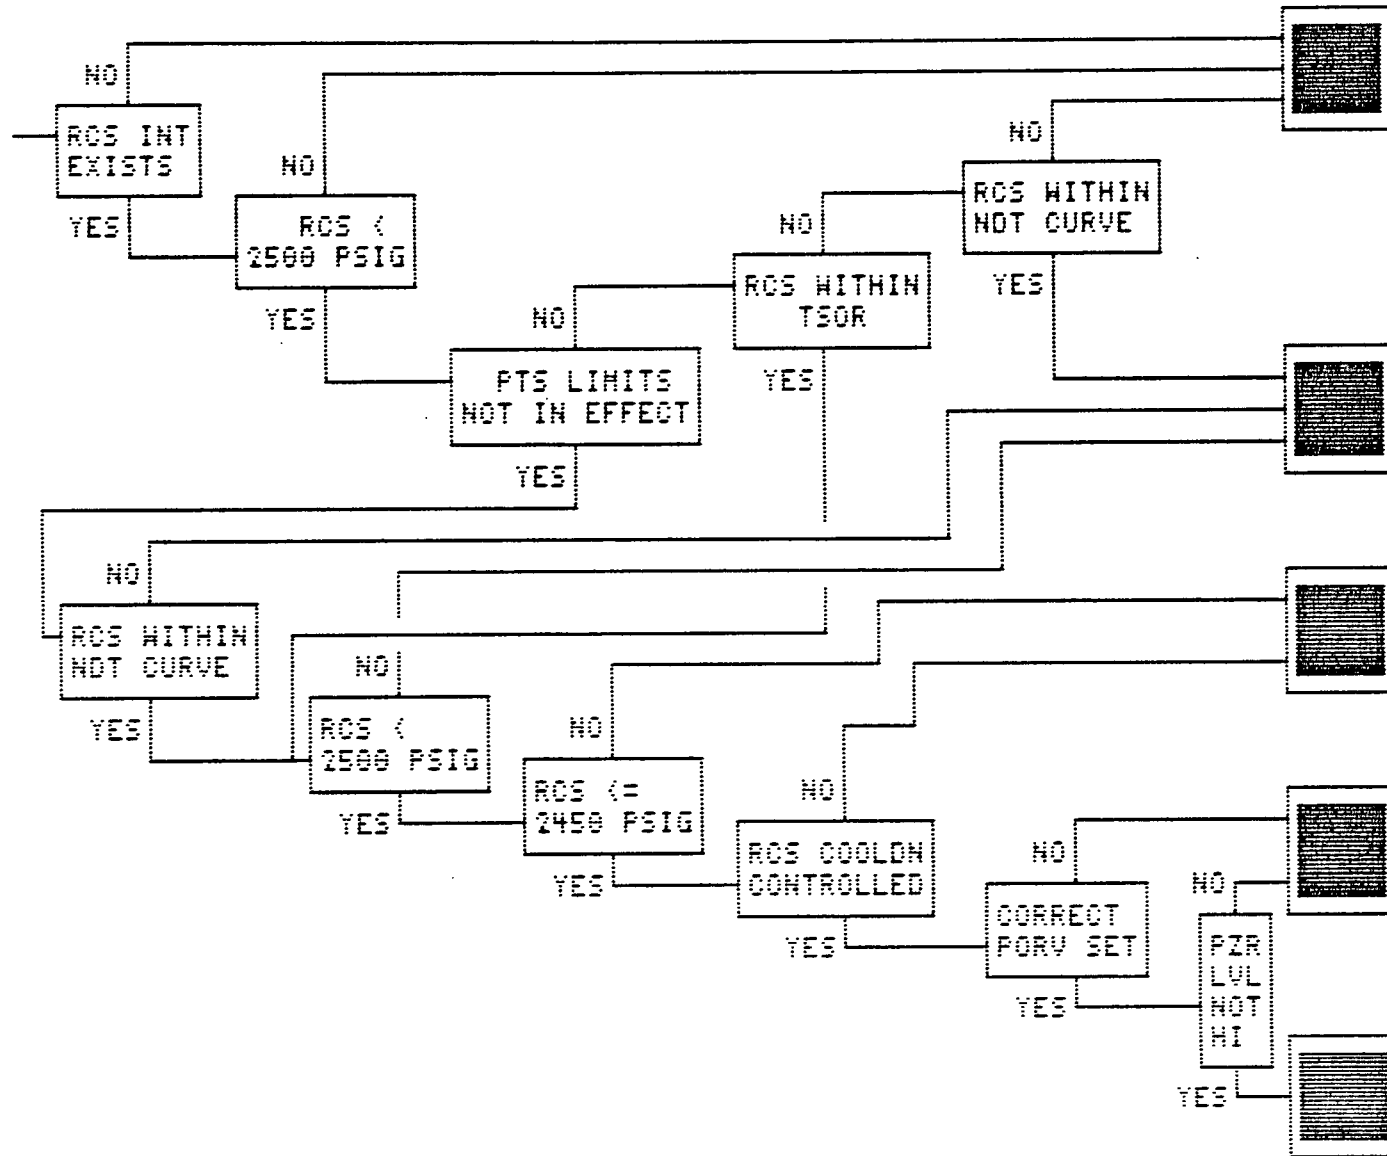 NO
RCS INT
EXISTS
YES
NO
RCS <
2500 PSIG
YES
NO
PTS LIMITS
NOT IN EFFECT
YES
NO
RCS WITHIN
TSOR
YES
NO
RCS WITHIN
NDT CURVE
YES
NO
RCS WITHIN
NDT CURVE
YES
NO
RCS <
2500 PSIG
YES
NO
RCS <=
2450 PSIG
YES
NO
RCS COOLDN
CONTROLLED
YES
NO
CORRECT
PORV SET
YES
NO
PZR
LVL
NOT
HI
YES